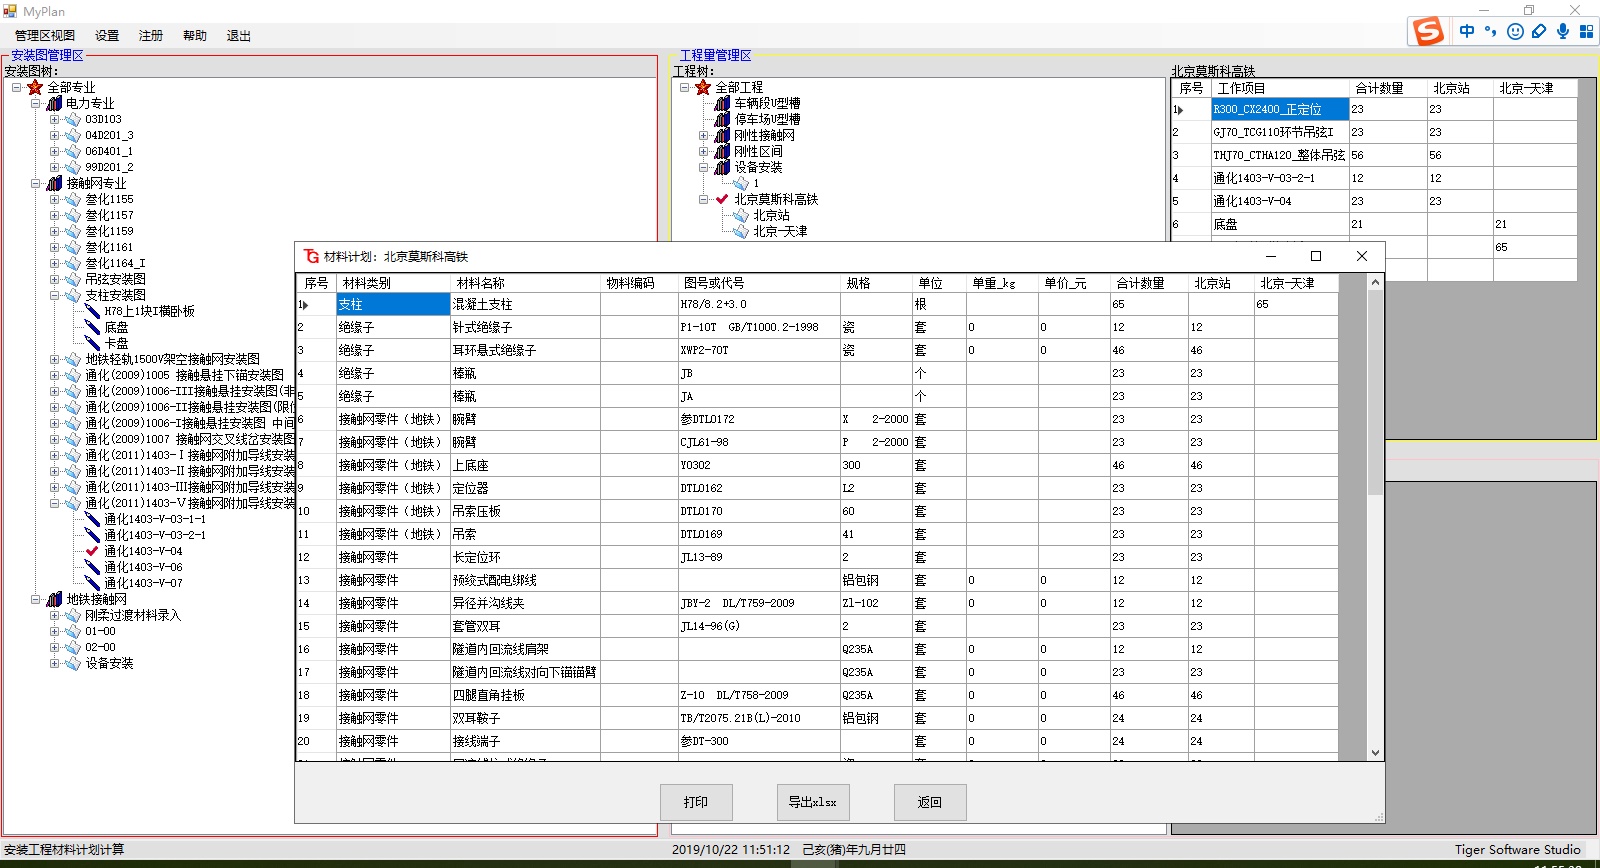 MyPlan
管理区视图 设置 注册 帮助 退出
中
安装图管理区
安装图树:
全部专业
电力专业
03D103
04D201_3
06D401_1
99D201_2
接触网专业
叁化1155
叁化1157
叁化1159
叁化1161
叁化1164_I
吊弦安装图
支柱安装图
H78上1块I横卧板
底盘
卡盘
地铁轻轨1500V架空接触网安装图
通化(2009)1005 接触悬挂下锚安装图
通化(2009)1006-III接触悬挂安装图(非
通化(2009)1006-II接触悬挂安装图(限位
通化(2009)1006-I接触悬挂安装图 中间
通化(2009)1007 接触网交叉线岔安装图
通化(2011)1403-Ⅰ接触网附加导线安装
通化(2011)1403-Ⅱ接触网附加导线安装
通化(2011)1403-Ⅲ接触网附加导线安装
通化(2011)1403-Ⅴ接触网附加导线安装
通化1403-V-03-1-1
通化1403-V-03-2-1
通化1403-V-04
通化1403-V-06
通化1403-V-07
地铁接触网
刚柔过渡材料录入
01-00
02-00
设备安装
工程量管理区
工程树:
全部工程
车辆段U型槽
停车场U型槽
刚性接触网
刚性区间
设备安装
1
北京莫斯科高铁
北京站
北京-天津
北京莫斯科高铁
序号 工作项目 合计数量 北京站 北京-天津
1 R300_CX2400_正定位 23 23
2 GJ70_TCG110环节吊弦I 23 23
3 THJ70_CTHA120_整体吊弦 56 56
4 通化1403-V-03-2-1 12 12
5 通化1403-V-04 23 23
6 底盘 21 21
65
材料计划: 北京莫斯科高铁
序号 材料类别 材料名称 物料编码 图号或代号 规格 单位 单重_kg 单价_元 合计数量 北京站 北京-天津
1 支柱 混凝土支柱 H78/8.2+3.0 根 65 65
2 绝缘子 针式绝缘子 P1-10T GB/T1000.2-1998 瓷 套 0 0 12 12
3 绝缘子 耳环悬式绝缘子 XWP2-70T 瓷 套 0 0 46 46
4 绝缘子 棒瓶 JB 个 23 23
5 绝缘子 棒瓶 JA 个 23 23
6 接触网零件（地铁） 腕臂 参DTL0172 X 2-2000 套 23 23
7 接触网零件（地铁） 腕臂 CJL61-98 P 2-2000 套 23 23
8 接触网零件（地铁） 上底座 Y0302 300 套 46 46
9 接触网零件（地铁） 定位器 DTL0162 L2 套 23 23
10 接触网零件（地铁） 吊索压板 DTL0170 60 套 23 23
11 接触网零件（地铁） 吊索 DTL0169 41 套 23 23
12 接触网零件 长定位环 JL13-89 2 套 23 23
13 接触网零件 预绞式配电绑线 铝包钢 套 0 0 12 12
14 接触网零件 异径并沟线夹 JBY-2 DL/T759-2009 Zl-102 套 0 0 12 12
15 接触网零件 套管双耳 JL14-96(G) 2 套 23 23
16 接触网零件 隧道内回流线肩架 Q235A 套 0 0 12 12
17 接触网零件 隧道内回流线对向下锚锚臂 Q235A 套 0 0 23 23
18 接触网零件 四腿直角挂板 Z-10 DL/T758-2009 Q235A 套 0 0 46 46
19 接触网零件 双耳鞍子 TB/T2075.21B(L)-2010 铝包钢 套 0 0 24 24
20 接触网零件 接线端子 参DT-300 套 0 0 24 24
打印 导出xlsx 返回
安装工程材料计划计算 2019/10/22 11:51:12 己亥(猪)年九月廿四 Tiger Software Studio